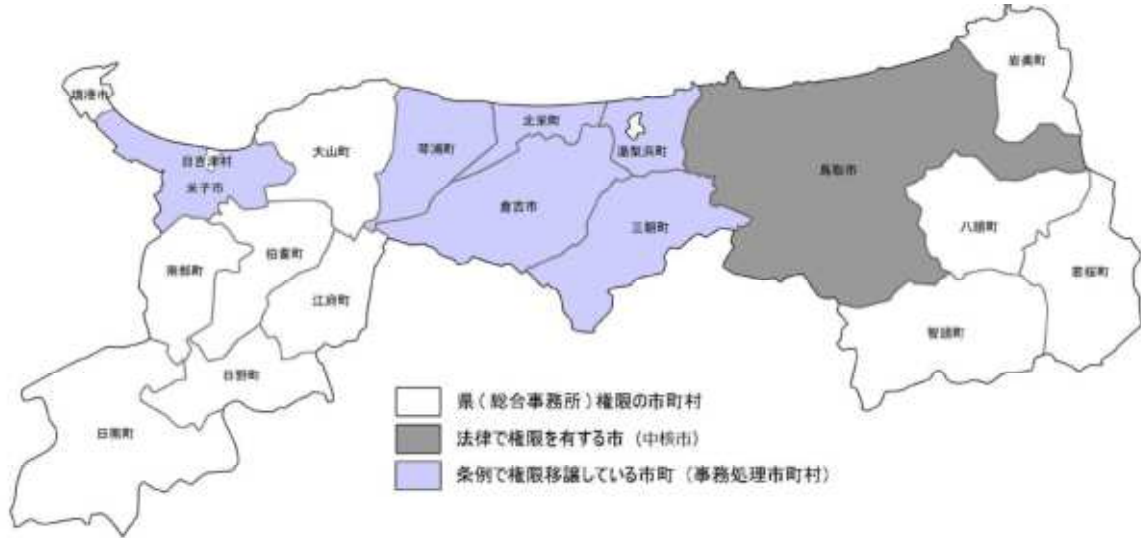 境港市
日吉津村
米子市
大山町
琴浦町
北栄町
湯梨浜町
倉吉市
三朝町
鳥取市
岩美町
八頭町
若桜町
智頭町
南部町
伯耆町
江府町
日野町
日南町
県(総合事務所)権限の市町村
法律で権限を有する市 (中核市)
条例で権限移譲している市町 (事務処理市町村)